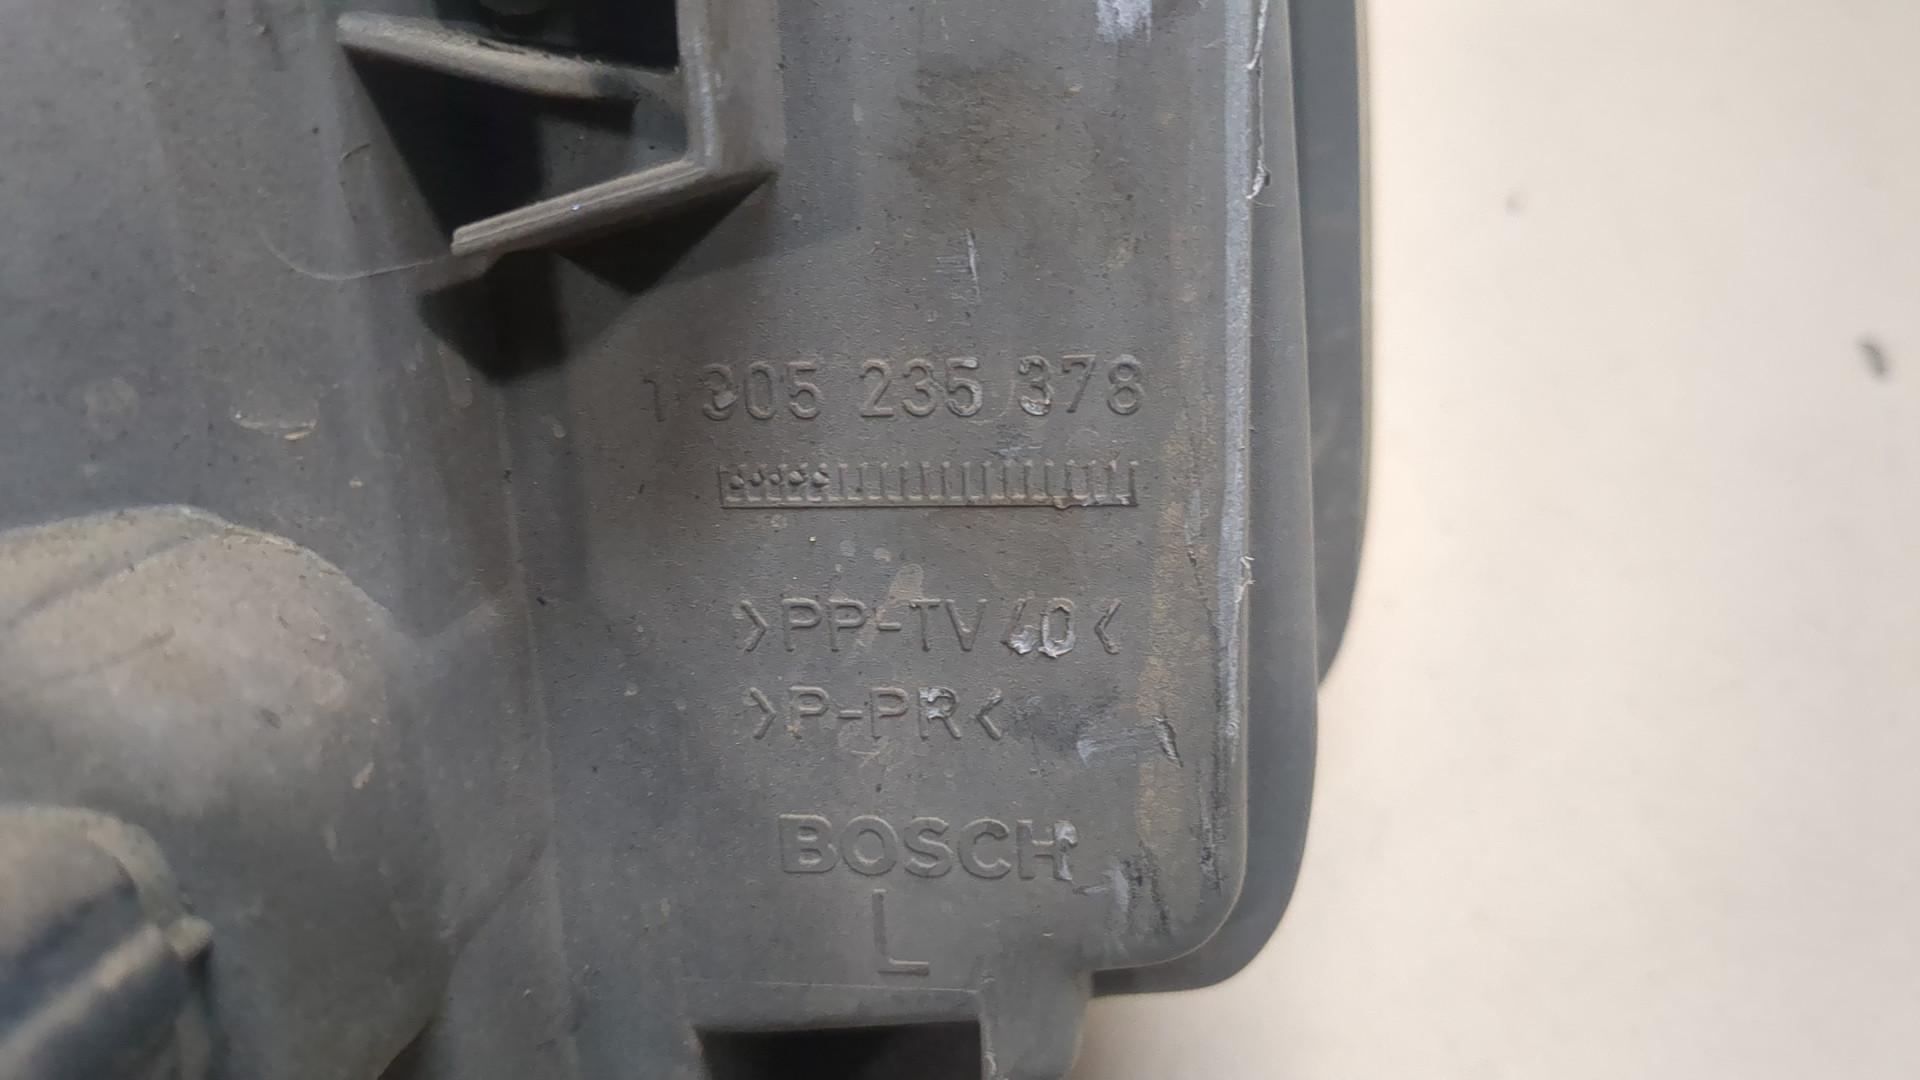 1 305 235 378
>PP-TV40<
>P-PR<
BOSCH
L